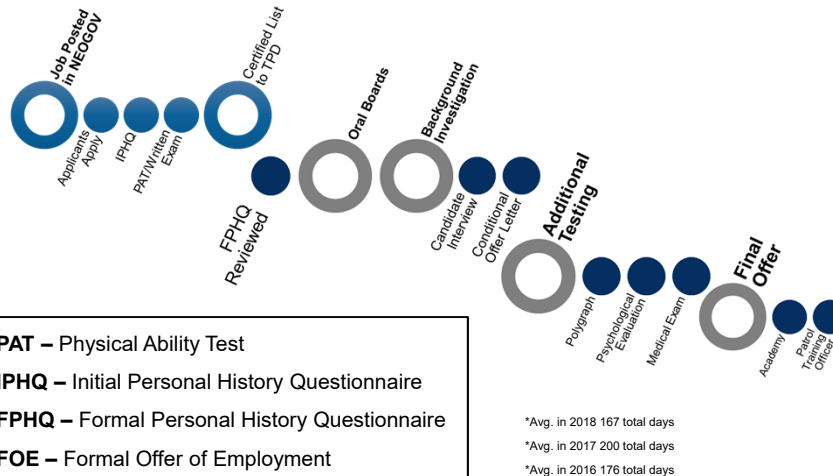 Job Posted
in NEOGOV
Applicants
Apply
IPHQ
PAT/Written
Exam
Certified List
to TPD
FPHQ
Reviewed
Oral Boards
Background
Investigation
Candidate
Interview
Conditional
Offer Letter
Additional
Testing
Polygraph
Psychological
Evaluation
Medical Exam
Final
Offer
Academy
Patrol
Training
Officer
PAT – Physical Ability Test
IPHQ – Initial Personal History Questionnaire
FPHQ – Formal Personal History Questionnaire
FOE – Formal Offer of Employment
*Avg. in 2018 167 total days
*Avg. in 2017 200 total days
*Avg. in 2016 176 total days